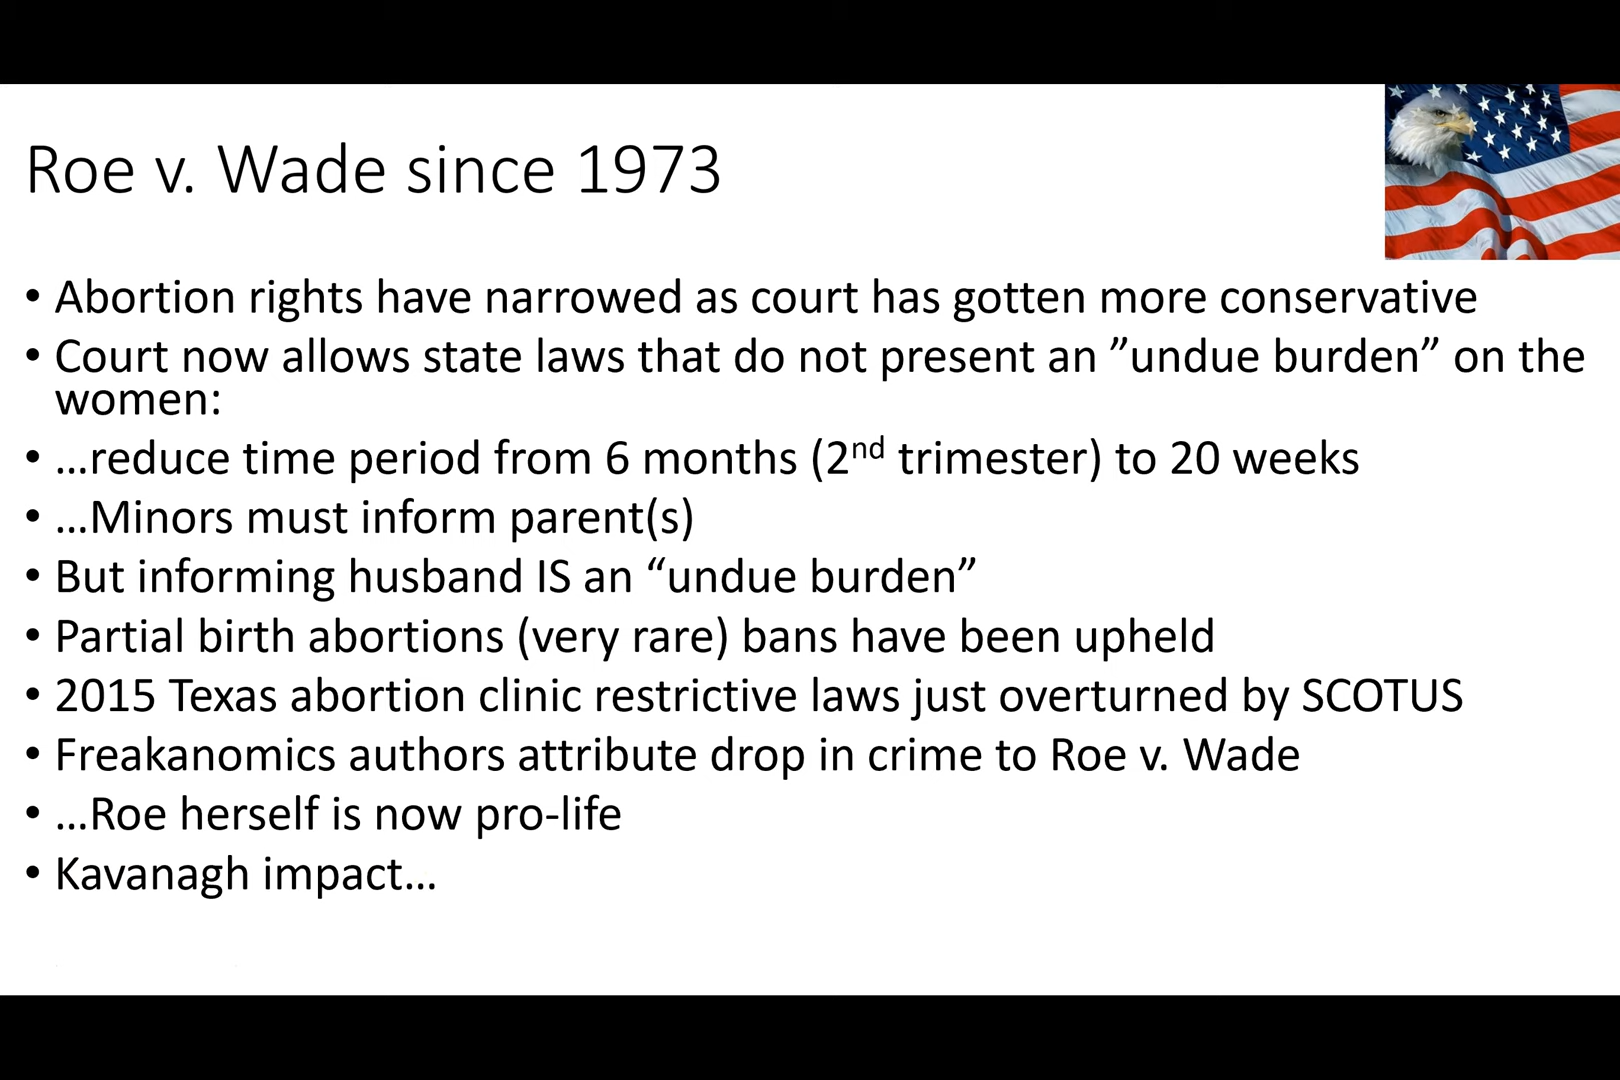 Roe v. Wade since 1973
• Abortion rights have narrowed as court has gotten more conservative
• Court now allows state laws that do not present an ”undue burden” on the
women:
• …reduce time period from 6 months (2nd trimester) to 20 weeks
• …Minors must inform parent(s)
• But informing husband IS an “undue burden”
• Partial birth abortions (very rare) bans have been upheld
• 2015 Texas abortion clinic restrictive laws just overturned by SCOTUS
• Freakanomics authors attribute drop in crime to Roe v. Wade
• …Roe herself is now pro-life
• Kavanagh impact…